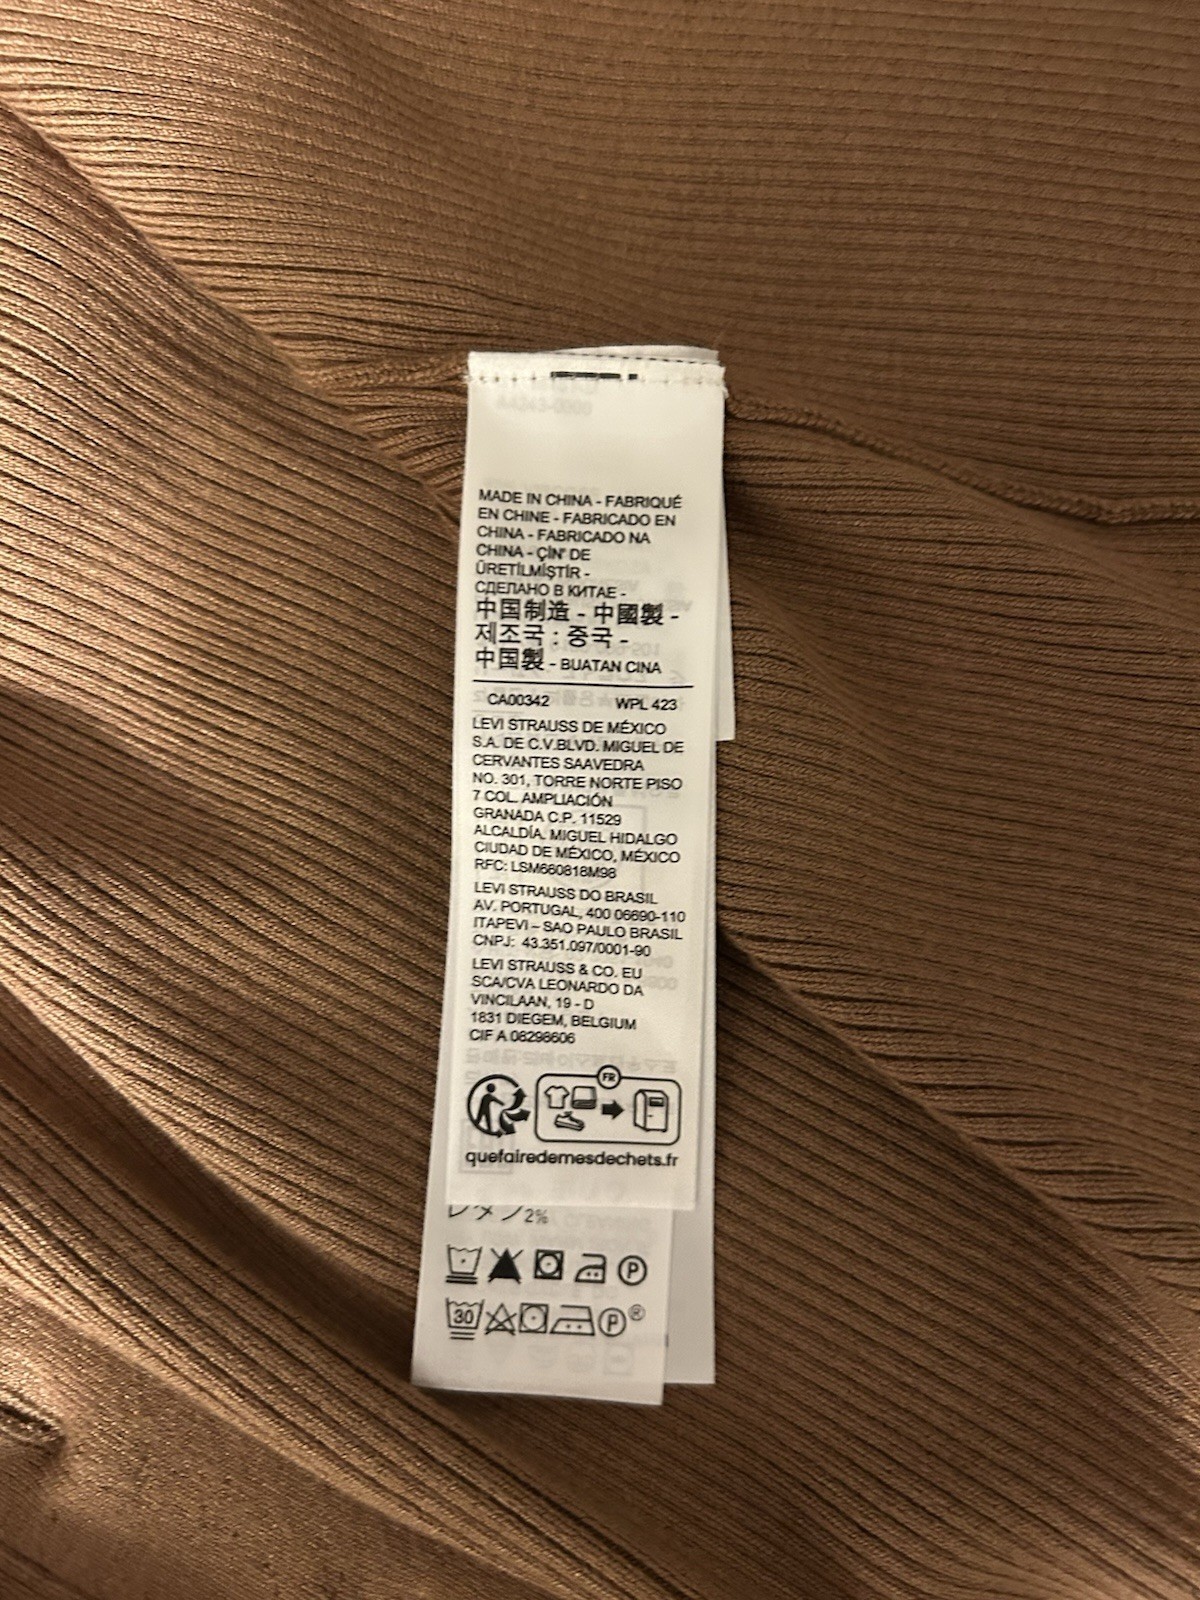 MADE IN CHINA - FABRIQUÉ
EN CHINE - FABRICADO EN
CHINA - FABRICADO NA
CHINA - ÇİN' DE
ÜRETİLMİŞTİR -
СДЕЛАНО В КИТАЕ -
中国制造 - 中國製 -
제조국 : 중국 -
中国製 - BUATAN CINA
CA00342 WPL 423
LEVI STRAUSS DE MÉXICO
S.A. DE C.V.BLVD. MIGUEL DE
CERVANTES SAAVEDRA
NO. 301, TORRE NORTE PISO
7 COL. AMPLIACIÓN
GRANADA C.P. 11529
ALCALDÍA. MIGUEL HIDALGO
CIUDAD DE MÉXICO, MÉXICO
RFC: LSM660818M98
LEVI STRAUSS DO BRASIL
AV. PORTUGAL, 400 06690-110
ITAPEVI – SAO PAULO BRASIL
CNPJ: 43.351.097/0001-90
LEVI STRAUSS & CO. EU
SCA/CVA LEONARDO DA
VINCILAAN, 19 - D
1831 DIEGEM, BELGIUM
CIF A 08298606
FR
quefairedemesdechets.fr
レタン 2%
P
30 P ®